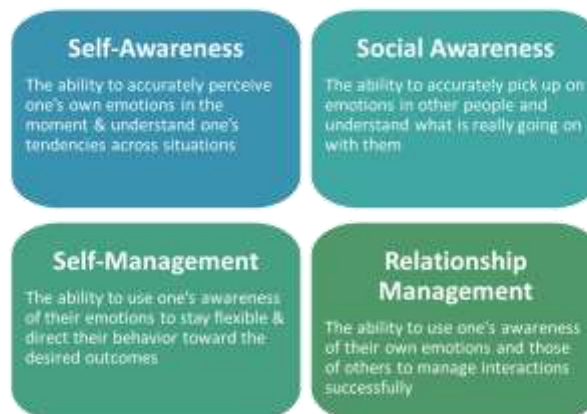 Self-Awareness
The ability to accurately perceive
one's own emotions in the
moment & understand one's
tendencies across situations
Social Awareness
The ability to accurately pick up on
emotions in other people and
understand what is really going on
with them
Self-Management
The ability to use one's awareness
of their emotions to stay flexible &
direct their behavior toward the
desired outcomes
Relationship
Management
The ability to use one's awareness
of their own emotions and those
of others to manage interactions
successfully